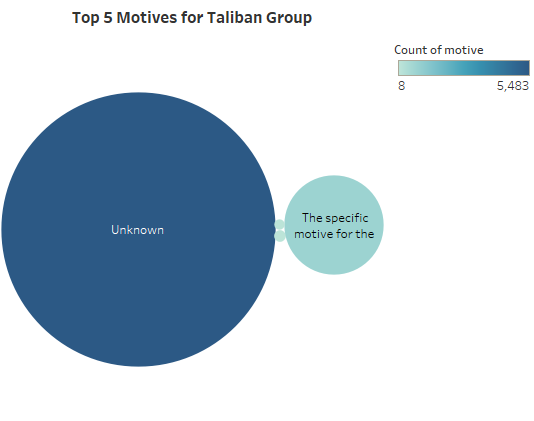 Top 5 Motives for Taliban Group
Count of motive
8 5,483
Unknown
The specific
motive for the